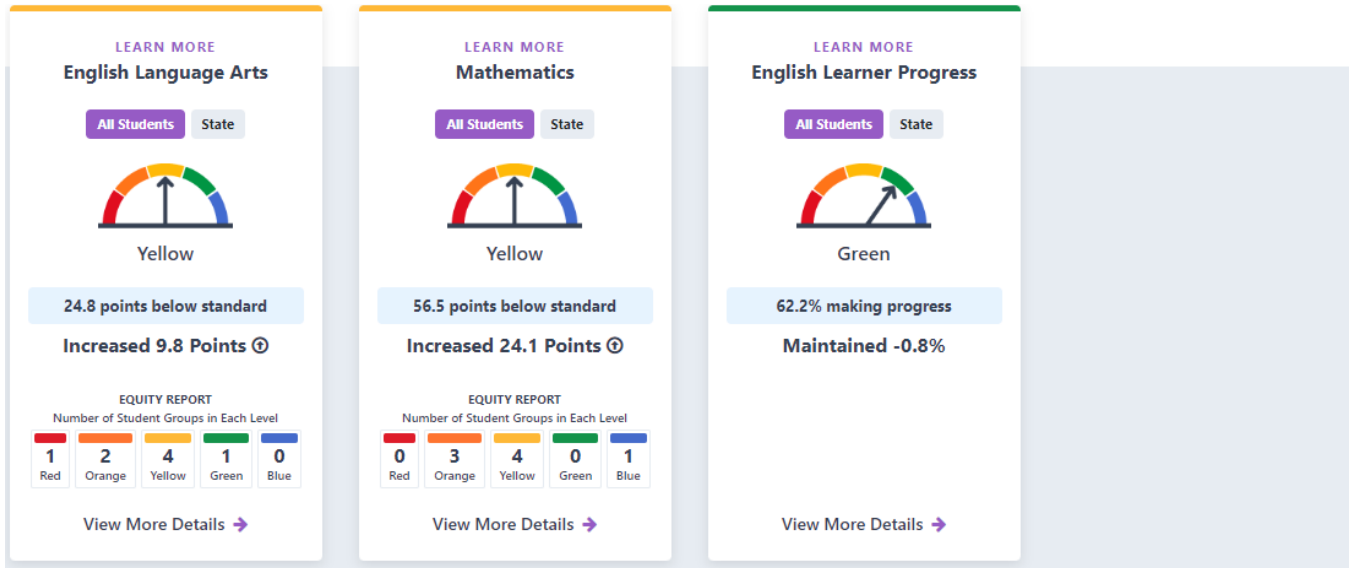 LEARN MORE
English Language Arts
All Students State
Yellow
24.8 points below standard
Increased 9.8 Points
EQUITY REPORT
Number of Student Groups in Each Level
1 2 4 1 0
Red Orange Yellow Green Blue
View More Details
LEARN MORE
Mathematics
All Students State
Yellow
56.5 points below standard
Increased 24.1 Points
EQUITY REPORT
Number of Student Groups in Each Level
0 3 4 0 1
Red Orange Yellow Green Blue
View More Details
LEARN MORE
English Learner Progress
All Students State
Green
62.2% making progress
Maintained -0.8%
View More Details